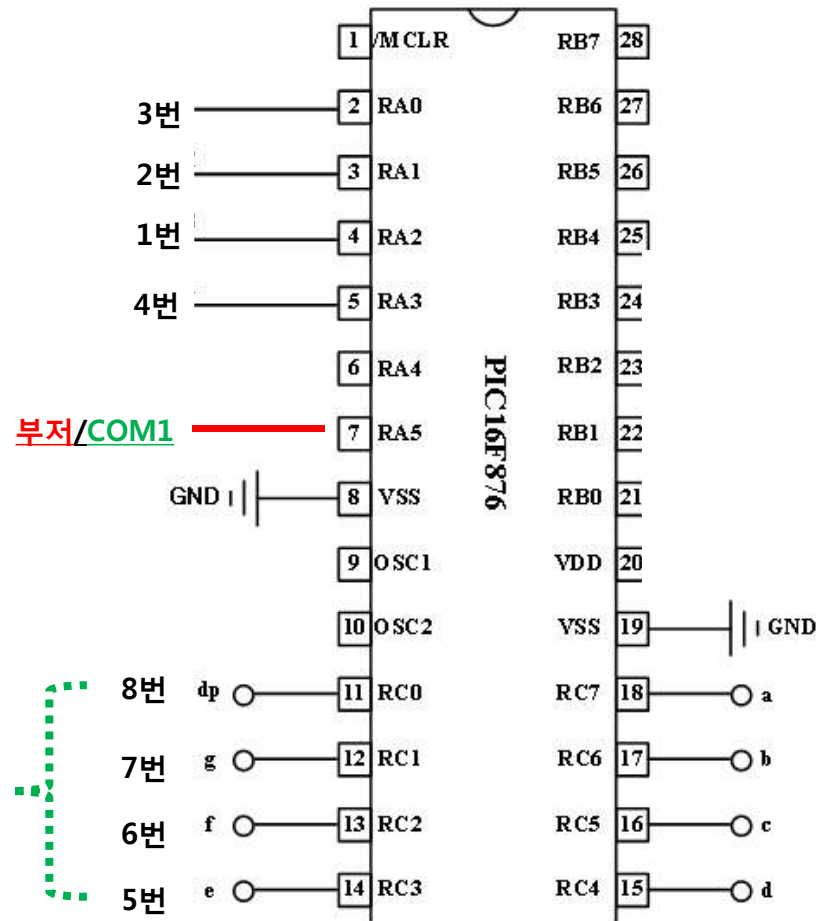 1 /MCLR RB7 28
3번 2 RA0 RB6 27
2번 3 RA1 RB5 26
1번 4 RA2 RB4 25
4번 5 RA3 RB3 24
6 RA4 RB2 23
부저/COM1 7 RA5 RB1 22
GND 8 VSS RB0 21
PIC16F876
9 OSC1 VDD 20
10 OSC2 VSS 19 GND
8번 dp 11 RC0 RC7 18 a
7번 g 12 RC1 RC6 17 b
6번 f 13 RC2 RC5 16 c
5번 e 14 RC3 RC4 15 d